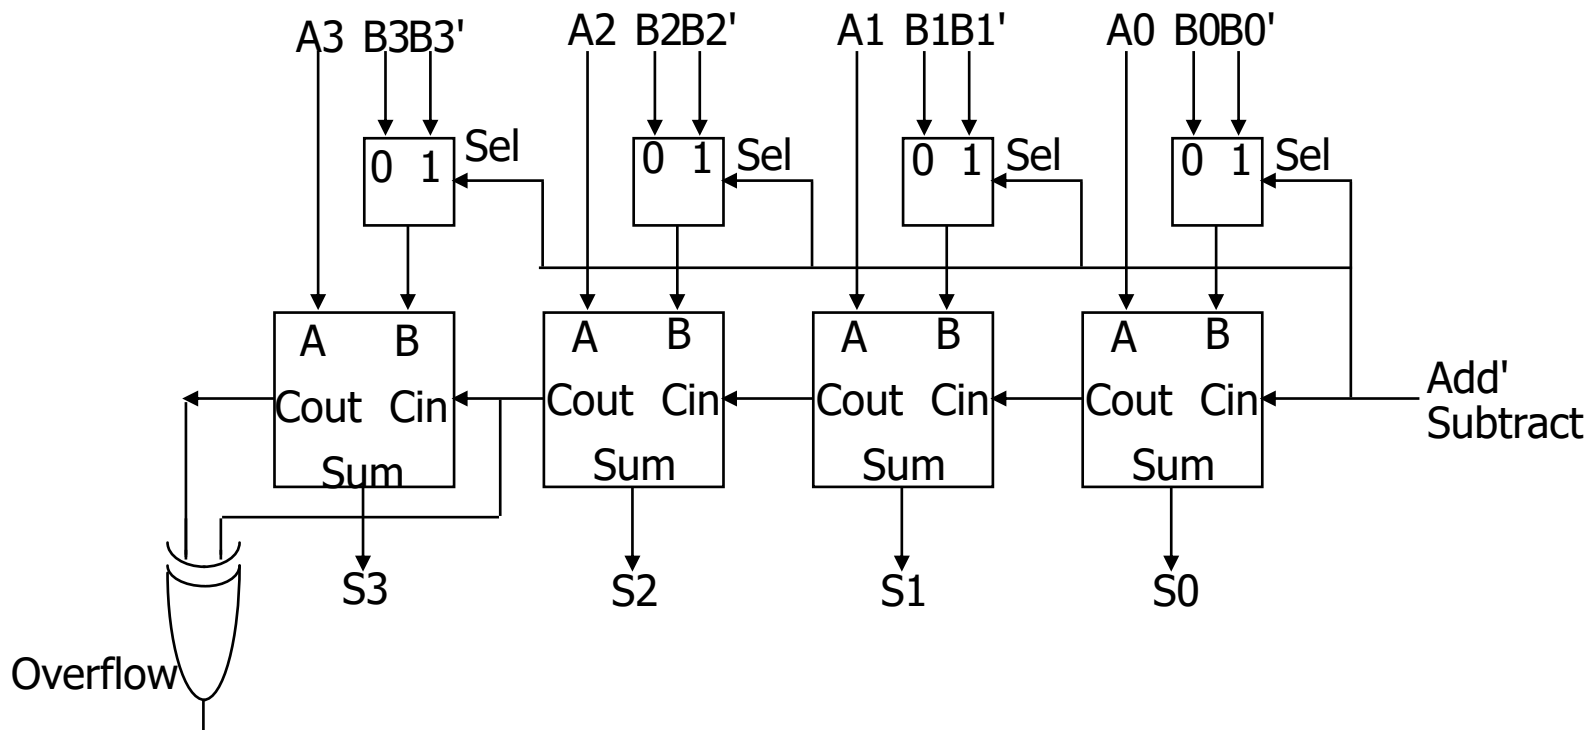 A3 B3B3' A2 B2B2' A1 B1B1' A0 B0B0'
Sel Sel Sel Sel
0 1 0 1 0 1 0 1
A B A B A B A B
Add'
Cout Cin Cout Cin Cout Cin Cout Cin
Subtract
Sum Sum Sum Sum
S3 S2 S1 S0
Overflow